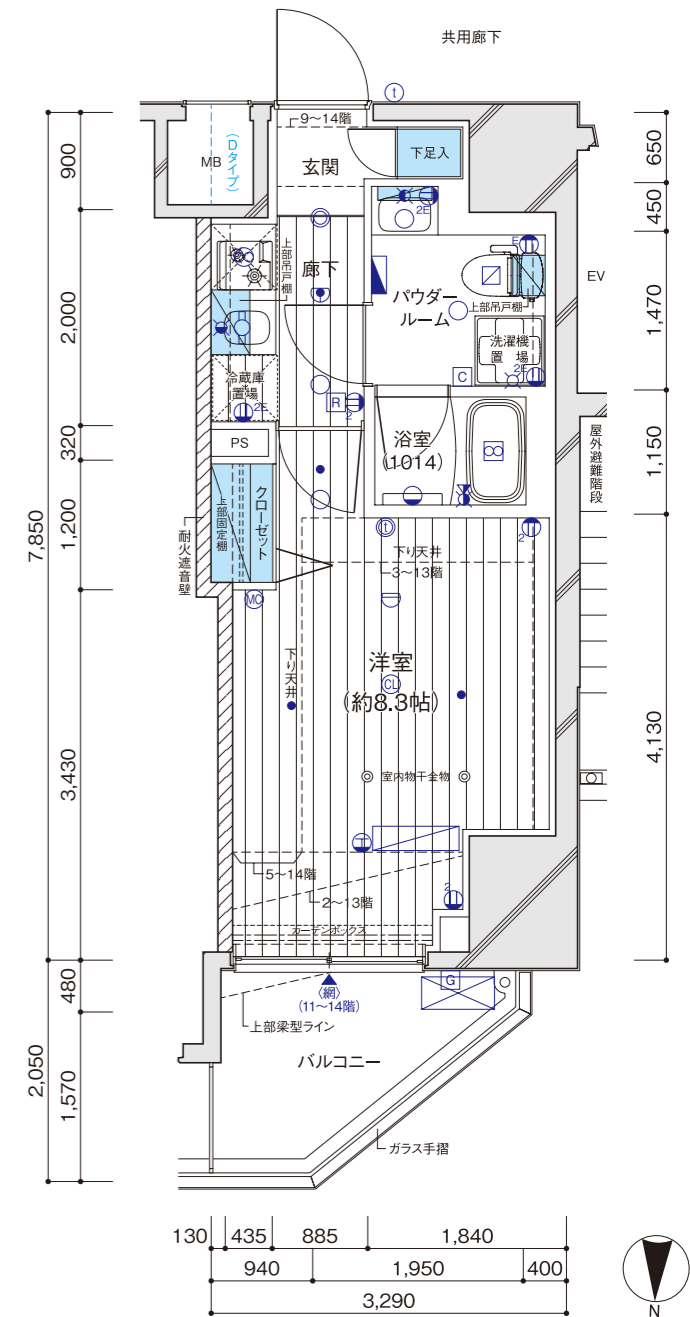 共用廊下
t
9〜14階
下足入
玄関
MB
(Dタイプ)
2E
E
EV
上部吊戸棚
廊下
パウダー
ルーム
上部吊戸棚
洗濯機
置場
2E
C
冷蔵庫
置場
2E
R
2
PS
浴室
(1014)
屋外避難階段
クローゼット
上部固定棚
耐火遮音壁
t
2
下り天井
3〜13階
MC
下り天井
洋室
(約8.3帖)
CL
室内物干金物
5〜14階
2〜13階
2
カーテンボックス
G
〈網〉
(11〜14階)
上部梁型ライン
バルコニー
ガラス手摺
900
2,000
320
1,200
3,430
7,850
480
1,570
2,050
650
450
1,470
1,150
4,130
130
435
885
1,840
940
1,950
400
3,290
N